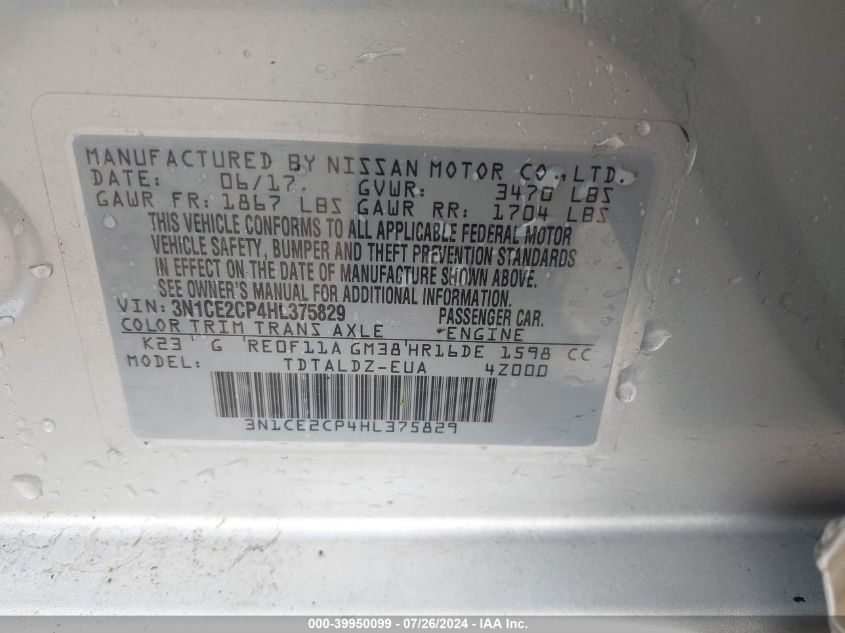 MANUFACTURED BY NISSAN MOTOR CO.,LTD.
DATE: 06/17. GVWR: 3470 LBS
GAWR FR: 1867 LBS GAWR RR: 1704 LBS
THIS VEHICLE CONFORMS TO ALL APPLICABLE FEDERAL MOTOR
VEHICLE SAFETY, BUMPER AND THEFT PREVENTION STANDARDS
IN EFFECT ON THE DATE OF MANUFACTURE SHOWN ABOVE.
SEE OWNER'S MANUAL FOR ADDITIONAL INFORMATION.
VIN: 3N1CE2CP4HL375829 PASSENGER CAR.
COLOR TRIM TRANS AXLE ENGINE
K23 G RE0F11A GM38 HR16DE 1598 CC
MODEL: TDTALDZ-EUA 4Z000
3N1CE2CP4HL375829
000-39950099 - 07/26/2024 - IAA Inc.